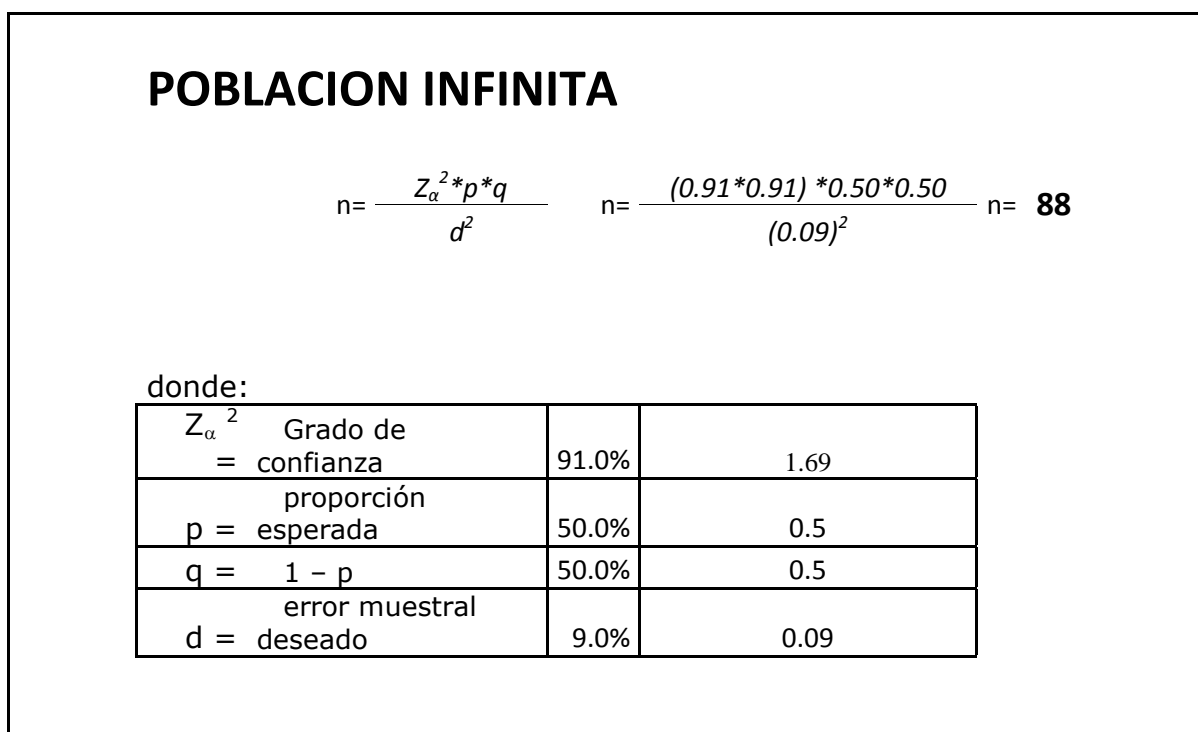 POBLACION INFINITA
n= Zα²*p*q / d² n= (0.91*0.91) *0.50*0.50 / (0.09)² n= 88
donde:
Zα ² Grado de
= confianza 91.0% 1.69
proporción
p = esperada 50.0% 0.5
q = 1 – p 50.0% 0.5
error muestral
d = deseado 9.0% 0.09